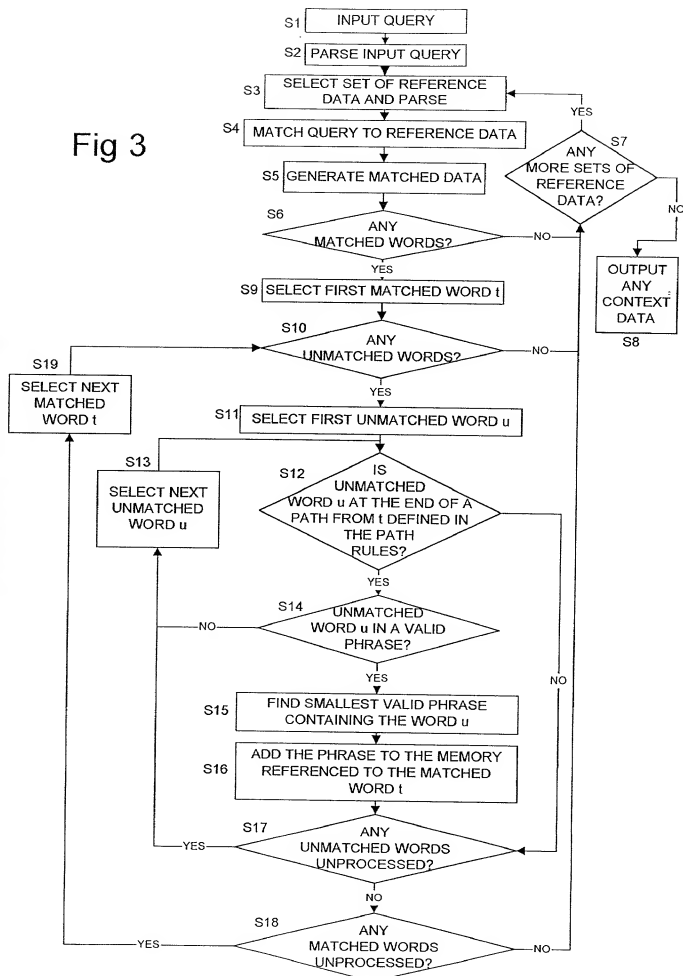 S1
INPUT QUERY
S2
PARSE INPUT QUERY
S3
SELECT SET OF REFERENCE
DATA AND PARSE
YES
S4
MATCH QUERY TO REFERENCE DATA
Fig 3
S7
ANY
MORE SETS OF
REFERENCE
DATA?
NO
S5
GENERATE MATCHED DATA
S6
ANY
MATCHED WORDS?
NO
YES
OUTPUT
ANY
CONTEXT
DATA
S8
S9
SELECT FIRST MATCHED WORD t
S10
ANY
UNMATCHED WORDS?
NO
YES
S19
SELECT NEXT
MATCHED
WORD t
S11
SELECT FIRST UNMATCHED WORD u
S13
SELECT NEXT
UNMATCHED
WORD u
S12
IS
UNMATCHED
WORD u AT THE END OF A
PATH FROM t DEFINED IN
THE PATH
RULES?
YES
S14
UNMATCHED
WORD u IN A VALID
PHRASE?
NO
YES
NO
S15
FIND SMALLEST VALID PHRASE
CONTAINING THE WORD u
S16
ADD THE PHRASE TO THE MEMORY
REFERENCED TO THE MATCHED
WORD t
S17
ANY
UNMATCHED WORDS
UNPROCESSED?
YES
NO
S18
ANY
MATCHED WORDS
UNPROCESSED?
YES
NO